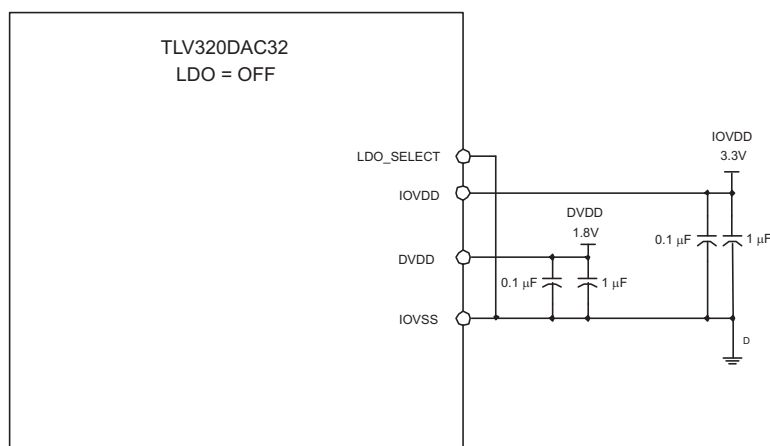 TLV320DAC32
LDO = OFF
LDO_SELECT
IOVDD
3.3V
IOVDD
DVDD
1.8V
0.1 μF
1 μF
DVDD
0.1 μF
1 μF
IOVSS
D